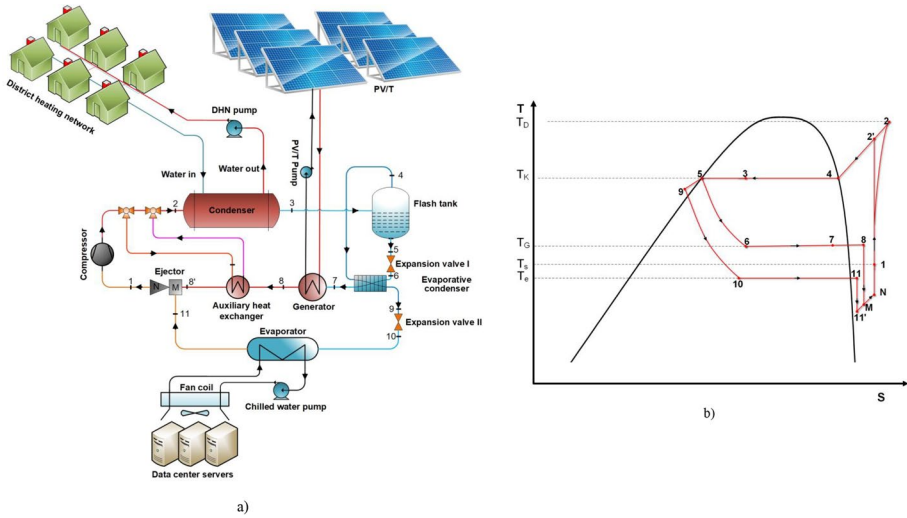 District heating network
DHN pump
Water in
Water out
PV/T
PV/T Pump
Compressor
2
Condenser
3
4
Flash tank
5
Expansion valve I
6
Evaporative
condenser
1
Ejector
N
M
8'
8
7
Auxiliary heat
exchanger
Generator
9
Expansion valve II
10
11
Evaporator
Fan coil
Chilled water pump
Data center servers
a)
T
T_D
T_K
T_G
T_s
T_e
2
2'
5
3
4
9
6
7
8
1
10
11
11'
M
N
S
b)